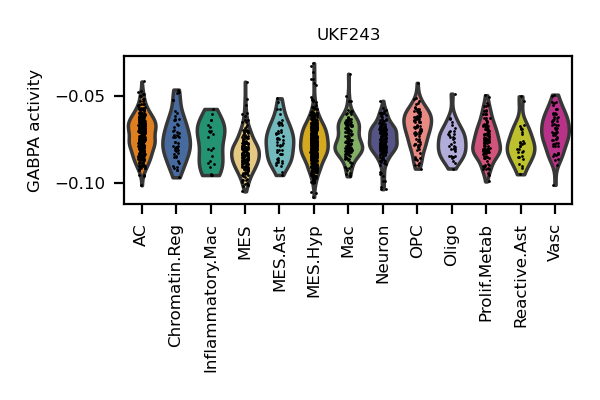 UKF243
GABPA activity
−0.05
−0.10
AC
Chromatin.Reg
Inflammatory.Mac
MES
MES.Ast
MES.Hyp
Mac
Neuron
OPC
Oligo
Prolif.Metab
Reactive.Ast
Vasc